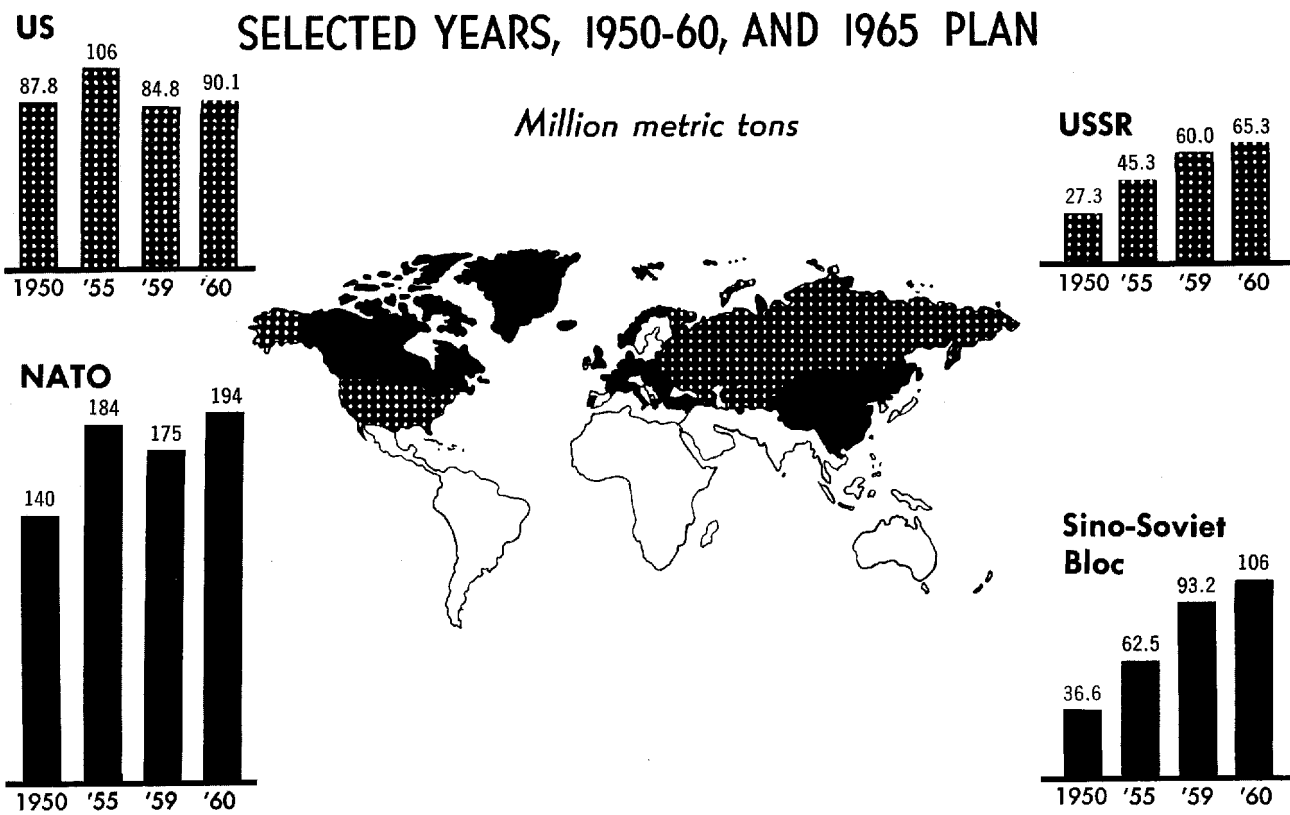 SELECTED YEARS, 1950-60, AND 1965 PLAN
Million metric tons
US
87.8 106 84.8 90.1
1950 '55 '59 '60
NATO
140 184 175 194
1950 '55 '59 '60
USSR
27.3 45.3 60.0 65.3
1950 '55 '59 '60
Sino-Soviet
Bloc
36.6 62.5 93.2 106
1950 '55 '59 '60